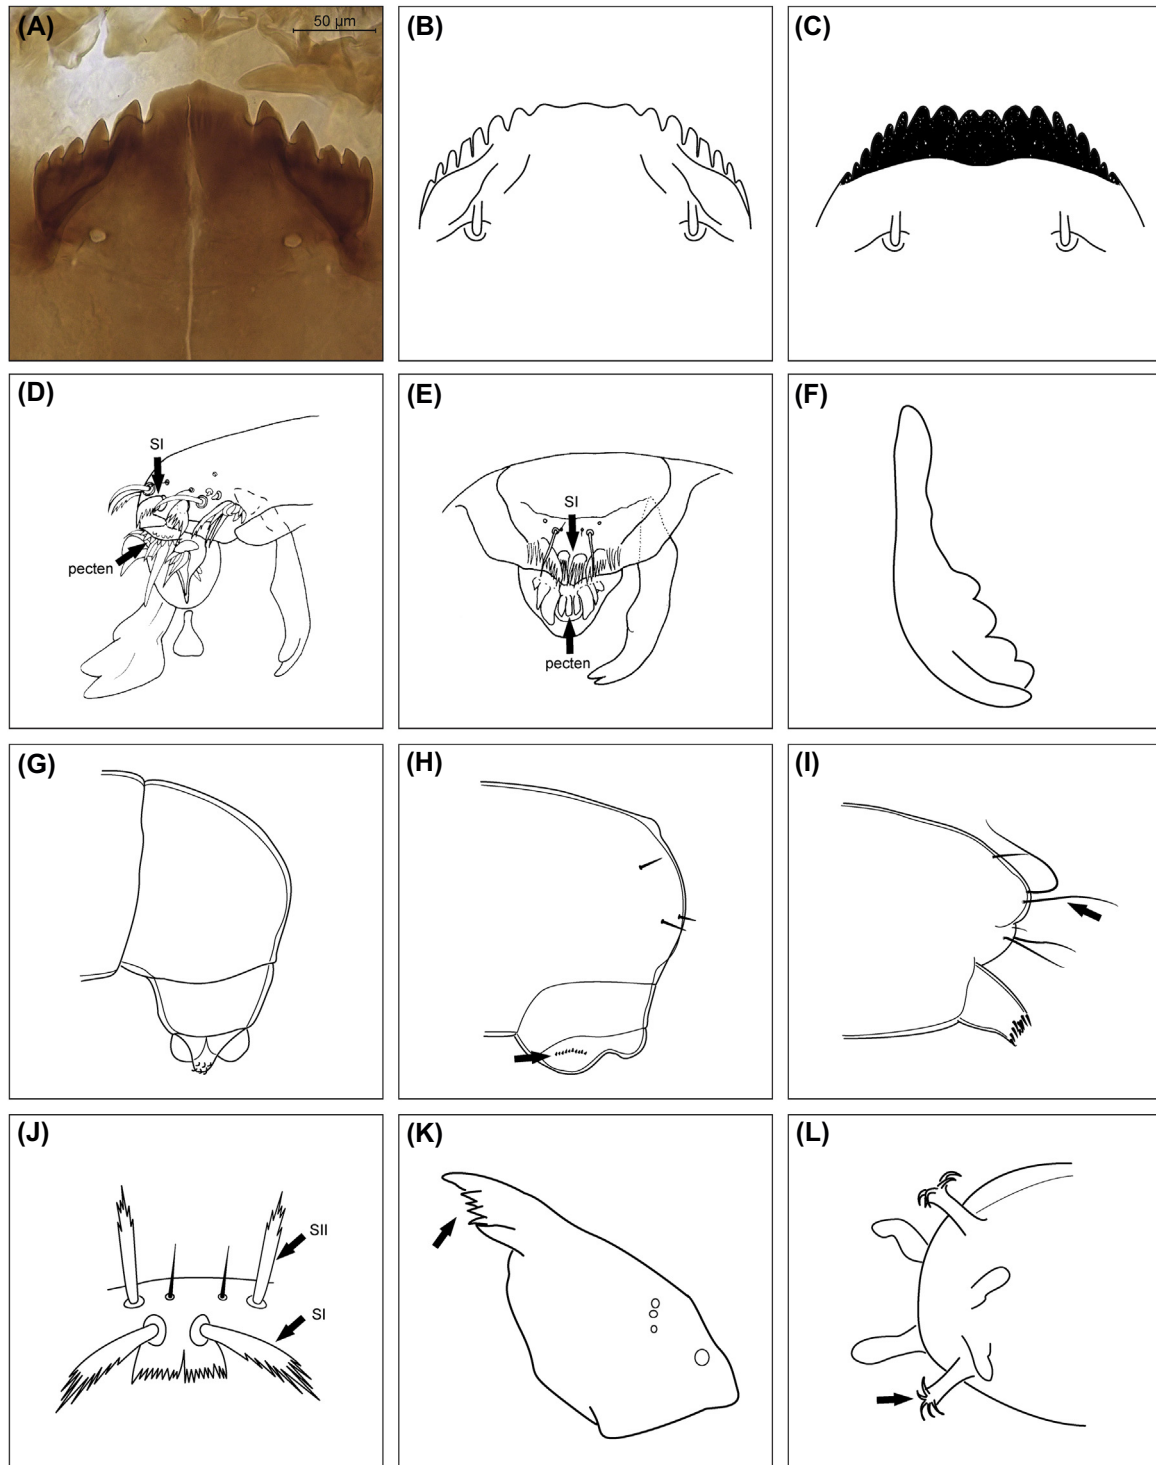 (A)
50 µm
(B)
(C)
(D)
SI
pecten
(E)
SI
pecten
(F)
(G)
(H)
(I)
(J)
SII
SI
(K)
(L)